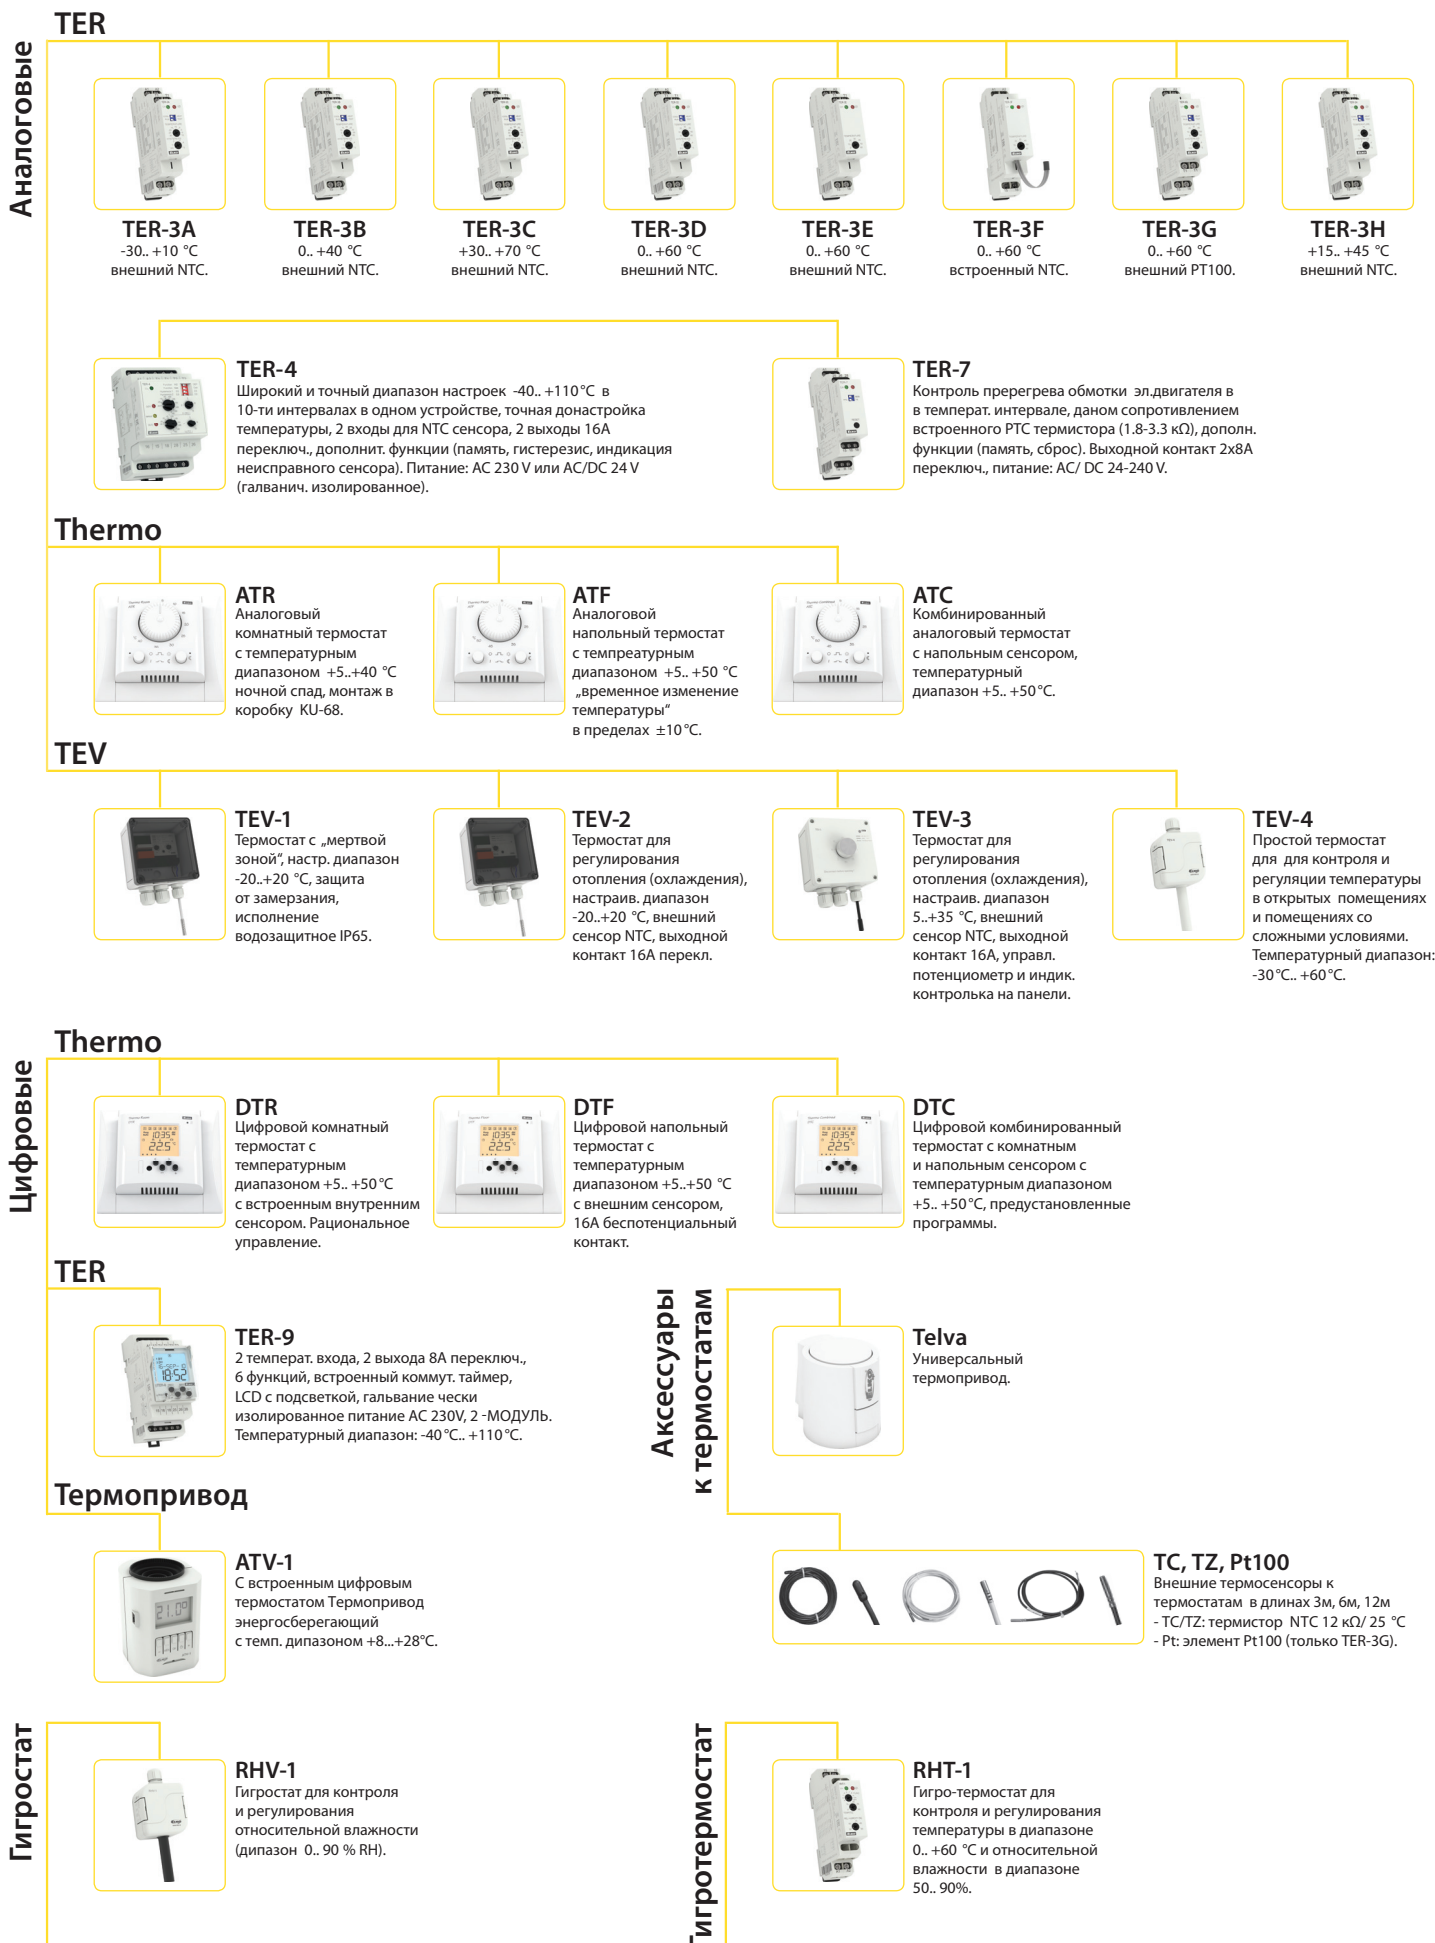 TER
Аналоговые
TER-3A
-30.. +10 °C
внешний NTC.
TER-3B
0.. +40 °C
внешний NTC.
TER-3C
+30.. +70 °C
внешний NTC.
TER-3D
0.. +60 °C
внешний NTC.
TER-3E
0.. +60 °C
внешний NTC.
TER-3F
0.. +60 °C
встроенный NTC.
TER-3G
0.. +60 °C
внешний PT100.
TER-3H
+15.. +45 °C
внешний NTC.
TER-4
Широкий и точный диапазон настроек -40.. +110°C в
10-ти интервалах в одном устройстве, точная донастройка
температуры, 2 входы для NTC сенсора, 2 выходы 16А
переключ., дополнит. функции (память, гистерезис, индикация
неисправного сенсора). Питание: AC 230 V или AC/DC 24 V
(галванич. изолированное).
TER-7
Контроль пререгрева обмотки эл.двигателя в
в температ. интервале, даном сопротивлением
встроенного РТС термистора (1.8-3.3 кΩ), дополн.
функции (память, сброс). Выходной контакт 2x8A
переключ., питание: AC/ DC 24-240 V.
Thermo
ATR
Аналоговый
комнатный термостат
с температурным
диапазоном +5..+40 °C
ночной спад, монтаж в
коробку KU-68.
ATF
Аналоговой
напольный термостат
с темпреатурным
диапазоном +5.. +50 °C
„временное изменение
температуры“
в пределах ±10°C.
ATC
Комбинированный
аналоговый термостат
с напольным сенсором,
температурный
диапазон +5.. +50°C.
TEV
TEV-1
Термостат с „мертвой
зоной“, настр. диапазон
-20..+20 °C, защита
от замерзания,
исполнение
водозащитное IP65.
TEV-2
Термостат для
регулирования
отопления (охлаждения),
настраив. диапазон
-20..+20 °C, внешний
сенсор NTC, выходной
контакт 16А перекл.
TEV-3
Термостат для
регулирования
отопления (охлаждения),
настраив. диапазон
5..+35 °C, внешний
сенсор NTC, выходной
контакт 16А, управл.
потенциометр и индик.
контролька на панели.
TEV-4
Простой термостат
для для контроля и
регуляции температуры
в открытых помещениях
и помещениях со
сложными условиями.
Температурный диапазон:
-30°C.. +60°C.
Цифровые
Thermo
DTR
Цифровой комнатный
термостат с
температурным
диапазоном +5.. +50°C
с встроенным внутренним
сенсором. Рациональное
управление.
DTF
Цифровой напольный
термостат с
температурным
диапазоном +5..+50 °C
с внешним сенсором,
16А беспотенциальный
контакт.
DTC
Цифровой комбинированный
термостат с комнатным
и напольным сенсором с
температурным диапазоном
+5.. +50°C, предустановленные
программы.
TER
TER-9
2 температ. входа, 2 выхода 8А переключ.,
6 функций, встроенный коммут. таймер,
LCD с подсветкой, гальване чески
изолированное питание AC 230V, 2 -МОДУЛЬ.
Температурный диапазон: -40°C.. +110°C.
Аксессуары
к термостатам
Telva
Универсальный
термопривод.
Термопривод
ATV-1
С встроенным цифровым
термостатом Термопривод
энергосберегающий
с темп. дипазоном +8...+28°C.
TC, TZ, Pt100
Внешние термосенсоры к
термостатам в длинах 3м, 6м, 12м
- TC/TZ: термистор NTC 12 кΩ/ 25 °C
- Pt: элемент Pt100 (только TER-3G).
Гигростат
RHV-1
Гигростат для контроля
и регулирования
относительной влажности
(дипазон 0.. 90 % RH).
Гигротермостат
RHT-1
Гигро-термостат для
контроля и регулирования
температуры в диапазоне
0.. +60 °C и относительной
влажности в диапазоне
50.. 90%.